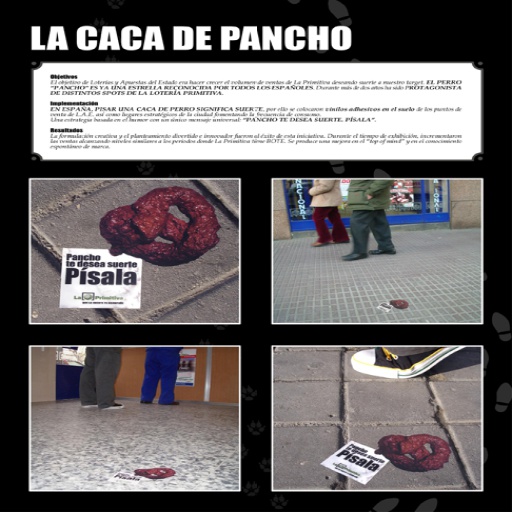 LA CACA DE PANCHO
Objetivos
El objetivo de Loterías y Apuestas del Estado era hacer crecer el volumen de ventas de La Primitiva deseando suerte a nuestro target. EL PERRO
"PANCHO" ES YA UNA ESTRELLA RECONOCIDA POR TODOS LOS ESPAÑOLES. Durante más de dos años ha sido PROTAGONISTA
DE DISTINTOS SPOTS DE LA LOTERÍA PRIMITIVA.
Implementación
EN ESPAÑA, PISAR UNA CACA DE PERRO SIGNIFICA SUERTE, por ello se colocaron vinilos adhesivos en el suelo de los puntos de
venta de L.A.E. así como lugares estratégicos de la ciudad fomentando la frecuencia de consumo.
Una estrategia basada en el humor con un único mensaje universal: "PANCHO TE DESEA SUERTE. PÍSALA".
Resultados
La formulación creativa y el planteamiento divertido e innovador fueron el éxito de esta iniciativa. Durante el tiempo de exhibición, incrementaron
las ventas alcanzando niveles similares a los periodos donde La Primitiva tiene BOTE. Se produce una mejora en el "top of mind" y en el conocimiento
espontáneo de marca.
Pancho
te desea suerte
Písala
La Primitiva
NACIONAL
Písala
Pancho
te desea suerte
Písala